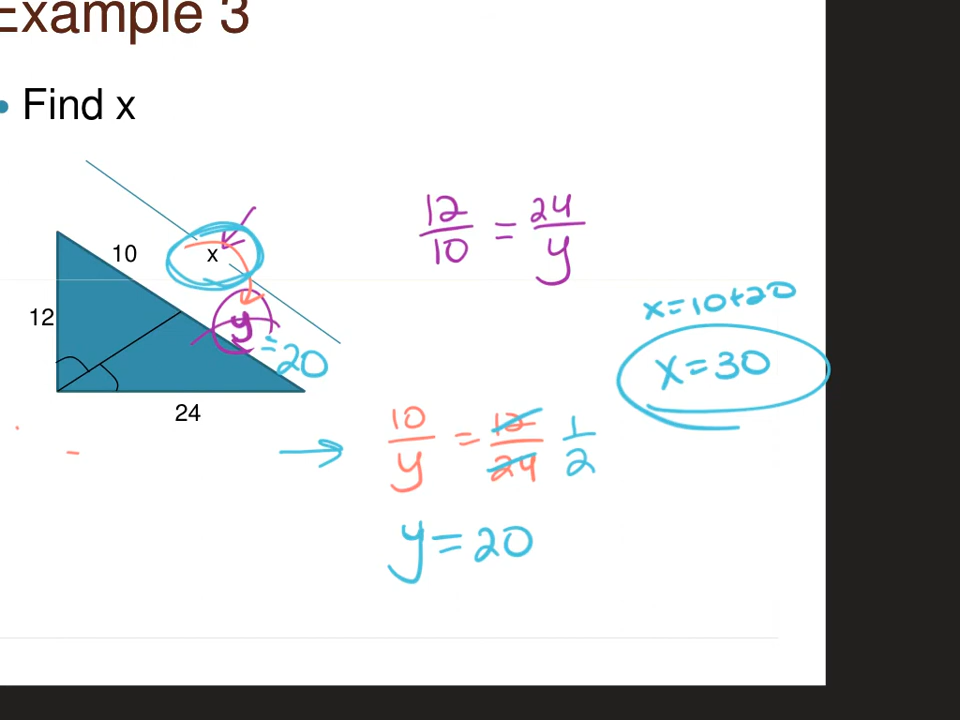 Example 3
• Find x
10
x
12
y = 20
24
12/10 = 24/y
x=10+20
x=30
→ 10/y = 12/24 1/2
y=20